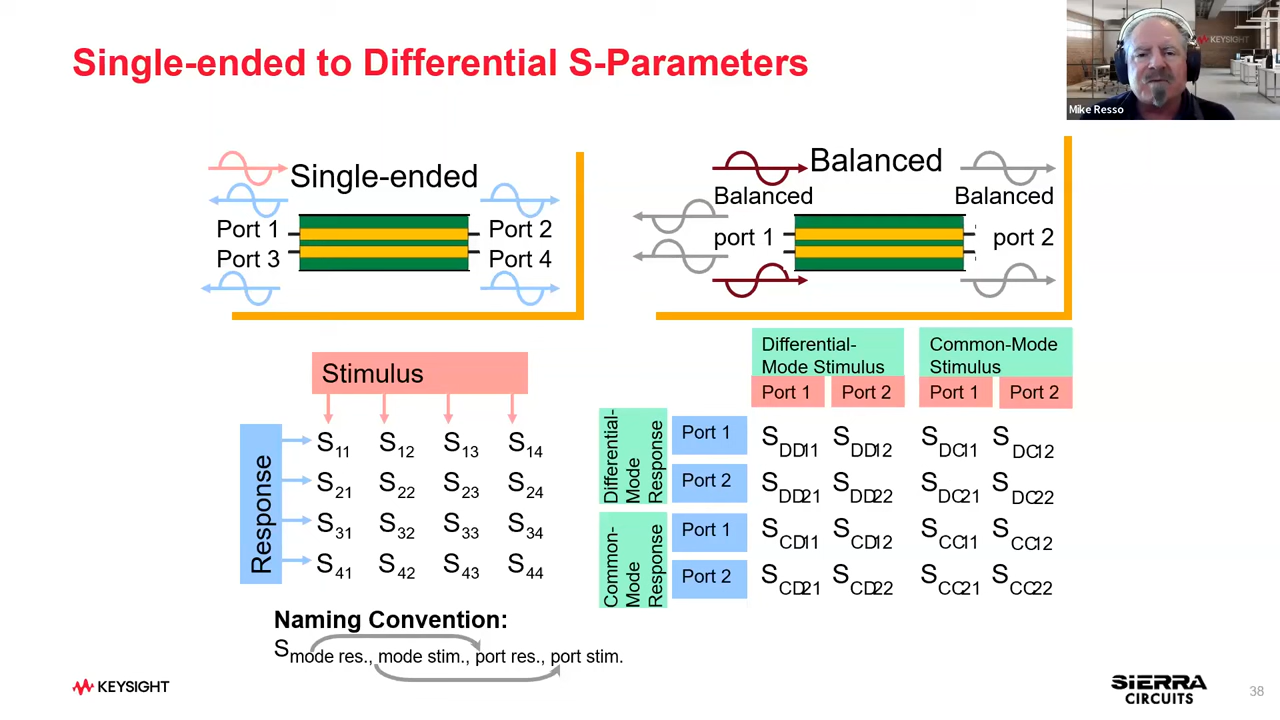 Single-ended to Differential S-Parameters
KEYSIGHT
Mike Resso
Single-ended
Port 1
Port 3
Port 2
Port 4
Balanced
Balanced
port 1
Balanced
port 2
Stimulus
Response
S11 S12 S13 S14
S21 S22 S23 S24
S31 S32 S33 S34
S41 S42 S43 S44
Differential-
Mode Stimulus
Common-Mode
Stimulus
Port 1 Port 2 Port 1 Port 2
Differential-
Mode
Response
Common-
Mode
Response
Port 1 SDD11 SDD12 SDC11 SDC12
Port 2 SDD21 SDD22 SDC21 SDC22
Port 1 SCD11 SCD12 SCC11 SCC12
Port 2 SCD21 SCD22 SCC21 SCC22
Naming Convention:
Smode res., mode stim., port res., port stim.
KEYSIGHT
SIERRA
CIRCUITS
38